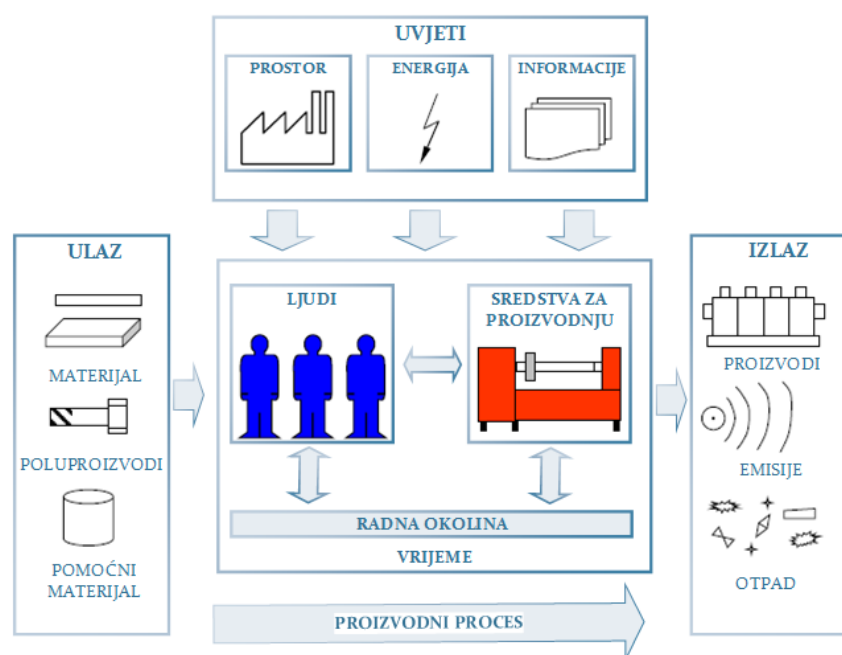 UVJETI
PROSTOR
ENERGIJA
INFORMACIJE
ULAZ
MATERIJAL
POLUPROIZVODI
POMOĆNI
MATERIJAL
LJUDI
SREDSTVA ZA
PROIZVODNJU
RADNA OKOLINA
VRIJEME
IZLAZ
PROIZVODI
EMISIJE
OTPAD
PROIZVODNI PROCES